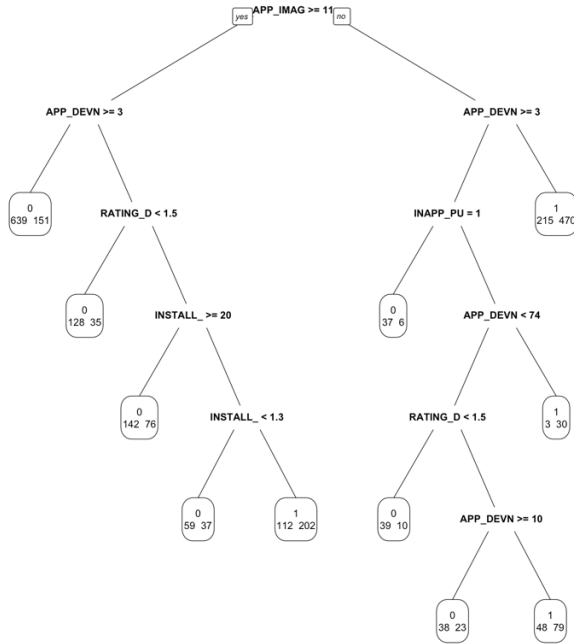 APP_IMAG >= 11
yes
no
APP_DEVN >= 3
APP_DEVN >= 3
0
639 151
RATING_D < 1.5
INAPP_PU = 1
1
215 470
0
128 35
INSTALL_ >= 20
0
37 6
APP_DEVN < 74
0
142 76
INSTALL_ < 1.3
RATING_D < 1.5
1
3 30
0
59 37
1
112 202
0
39 10
APP_DEVN >= 10
0
38 23
1
48 79